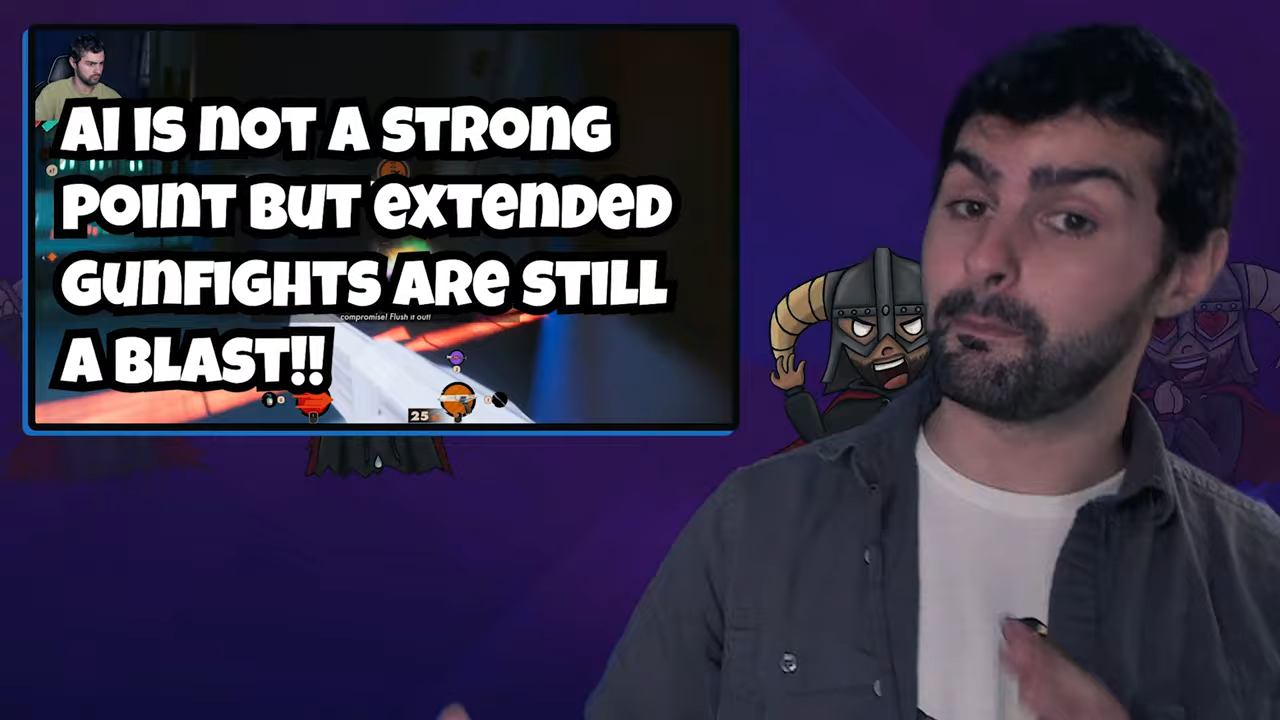 AI IS NOT A STRONG
POINT BUT EXTENDED
GUNFIGHTS ARE STILL
A BLAST!!
compromise! Flush it out!
25